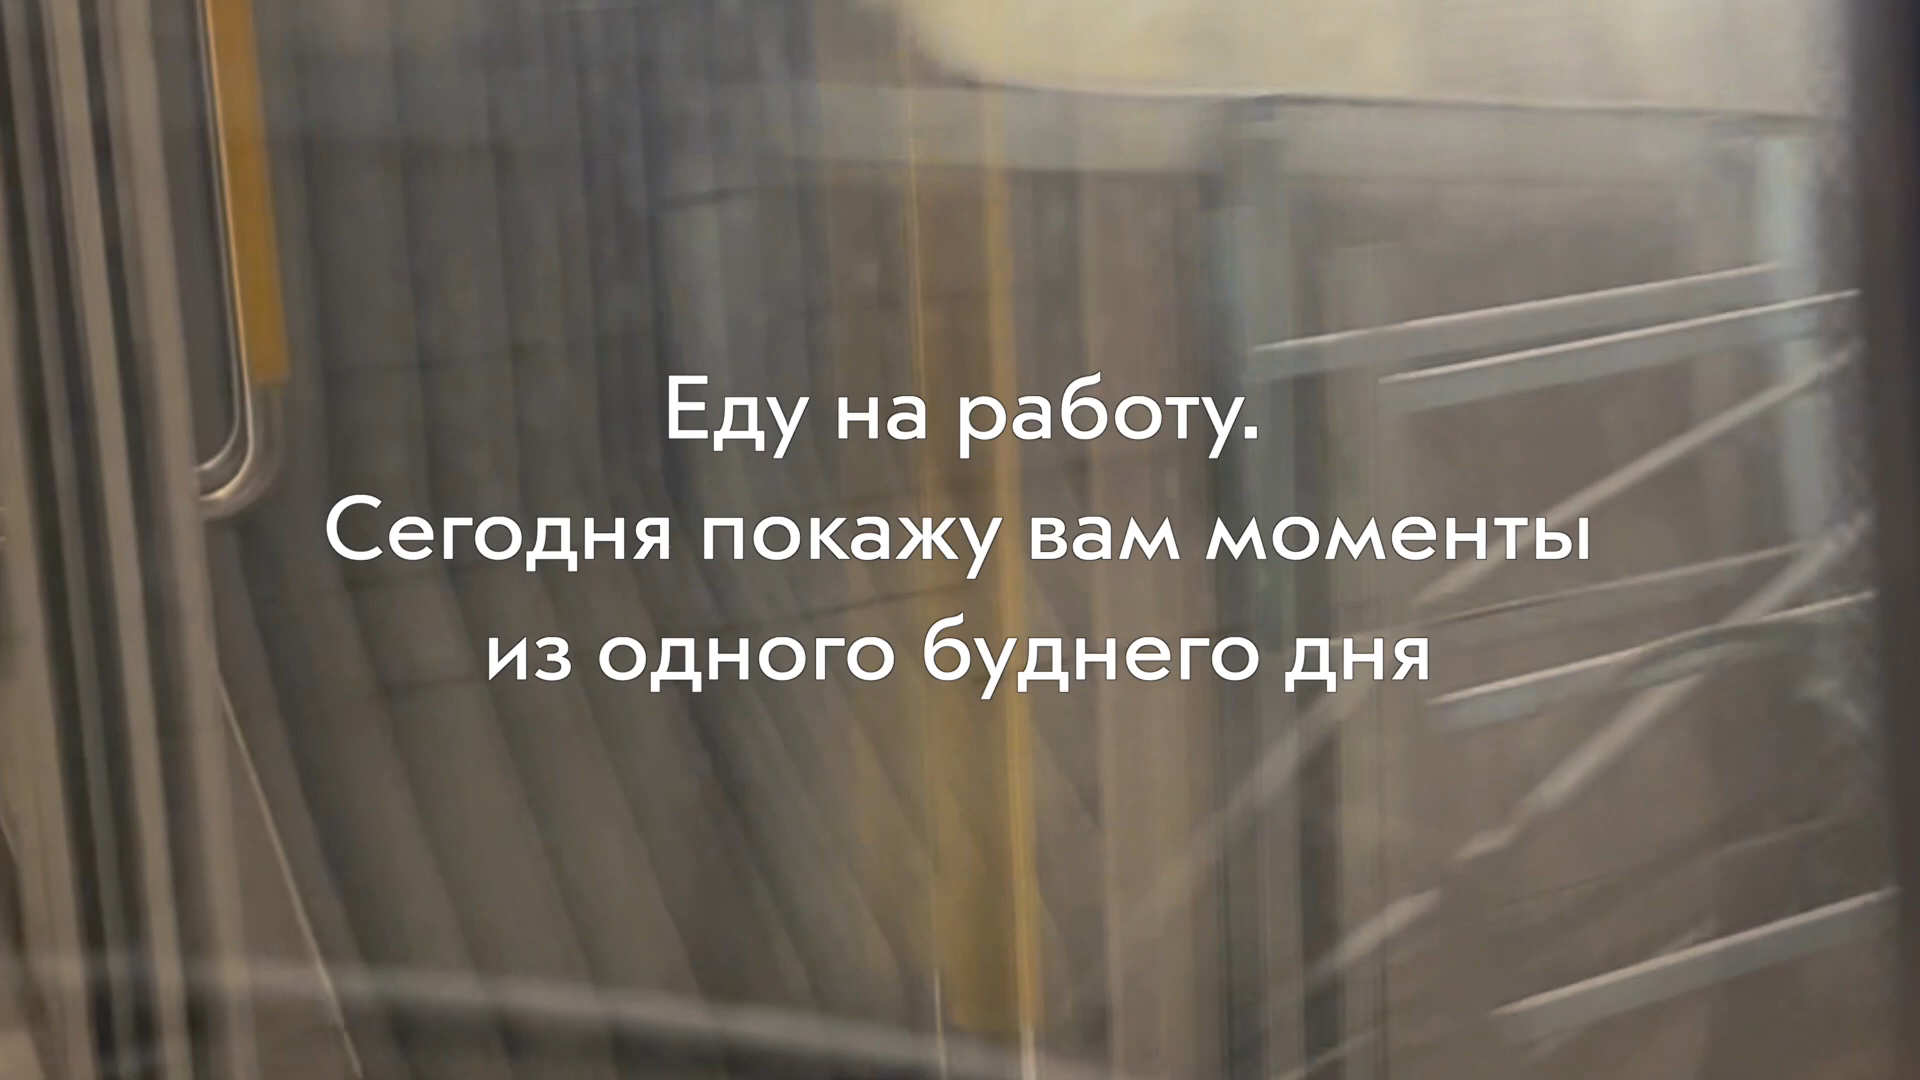 Еду на работу.
Сегодня покажу вам моменты
из одного буднего дня